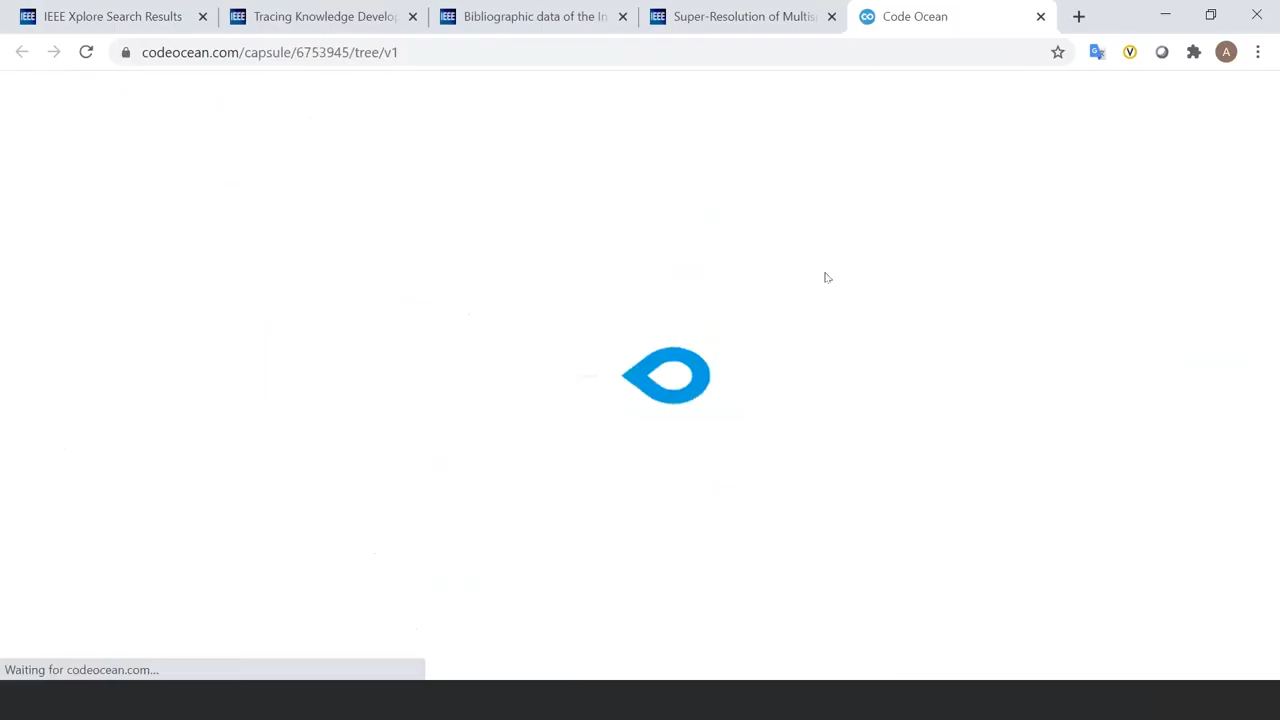 IEEE Xplore Search Results
Tracing Knowledge Develop
Bibliographic data of the In
Super-Resolution of Multisp
Code Ocean
codeocean.com/capsule/6753945/tree/v1
A
Waiting for codeocean.com...